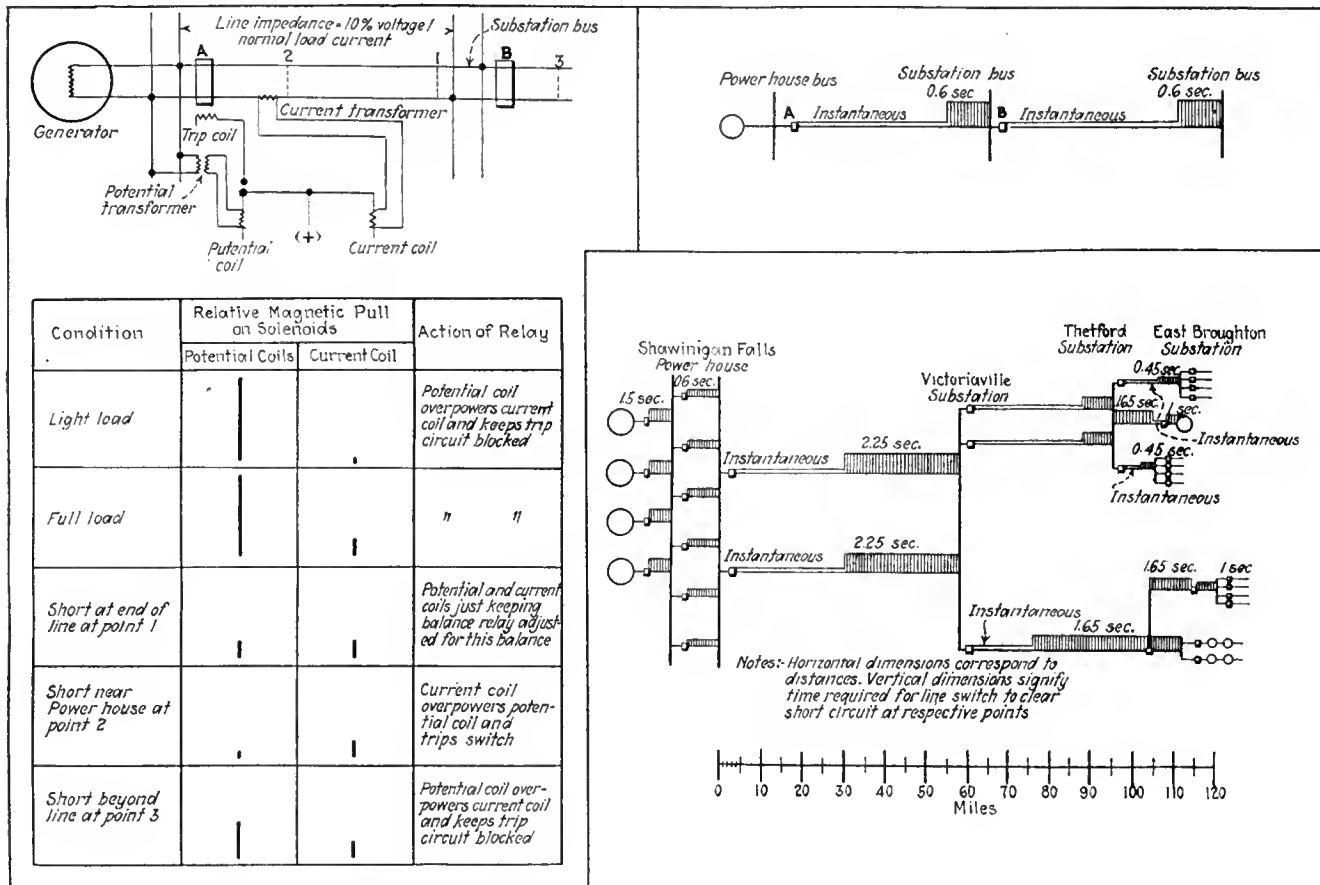 Line impedance = 10% voltage /
normal load current
Substation bus
A
2
1
B
3
Generator
Current transformer
Trip coil
Potential
transformer
(+)
Putential
coil
Current coil
Power house bus
Substation bus
0.6 sec
Substation bus
0.6 sec.
A
Instantaneous
B
Instantaneous
Condition
Relative Magnetic Pull
on Solenoids
Action of Relay
Potential Coils
Current Coil
Light load
Potential coil
overpowers current
coil and keeps trip
circuit blocked
Full load
" "
Short at end of
line at point 1
Potential and current
coils just keeping
balance relay adjust-
ed for this balance
Short near
Power house at
point 2
Current coil
overpowers poten-
tial coil and
trips switch
Short beyond
line at point 3
Potential coil over-
powers current coil
and keeps trip
circuit blocked
Shawinigan Falls
Power house
06 sec.
1.5 sec.
Victoriaville
Substation
Thetford
Substation
East Broughton
Substation
0.45 sec.
1.65 sec.
1 sec.
Instantaneous
0.45 sec.
Instantaneous
Instantaneous
2.25 sec.
Instantaneous
2.25 sec.
1.65 sec.
1 sec
Instantaneous
1.65 sec.
Notes:- Horizontal dimensions correspond to
distances. Vertical dimensions signify
time required for line switch to clear
short circuit at respective points
0 10 20 30 40 50 60 70 80 90 100 110 120
Miles